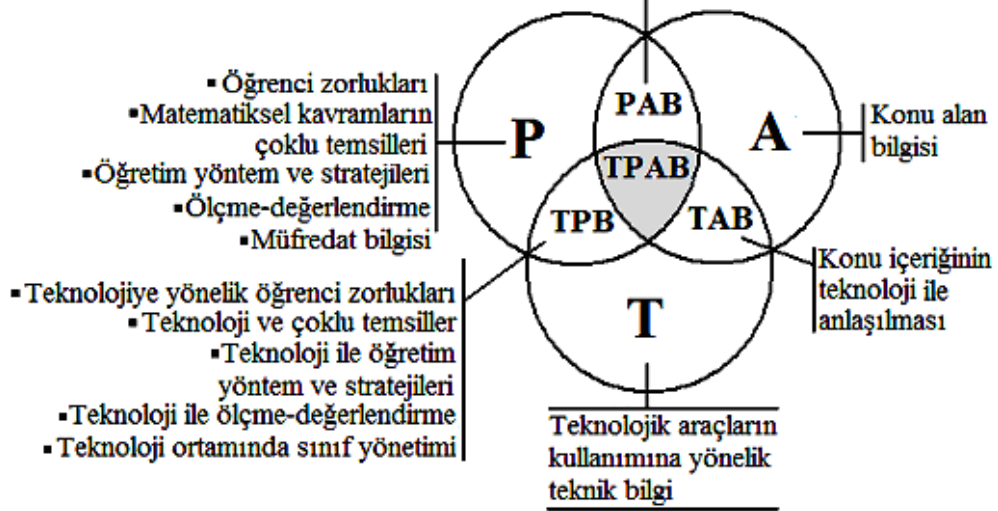 ▪ Öğrenci zorlukları
▪Matematiksel kavramların
çoklu temsilleri
▪Öğretim yöntem ve stratejileri
▪Ölçme-değerlendirme
▪Müfredat bilgisi
P
PAB
A
TPAB
TPB
TAB
T
Konu alan
bilgisi
Konu içeriğinin
teknoloji ile
anlaşılması
▪Teknolojiye yönelik öğrenci zorlukları
▪Teknoloji ve çoklu temsiller
▪Teknoloji ile öğretim
yöntem ve stratejileri
▪Teknoloji ile ölçme-değerlendirme
▪Teknoloji ortamında sınıf yönetimi
Teknolojik araçların
kullanımına yönelik
teknik bilgi